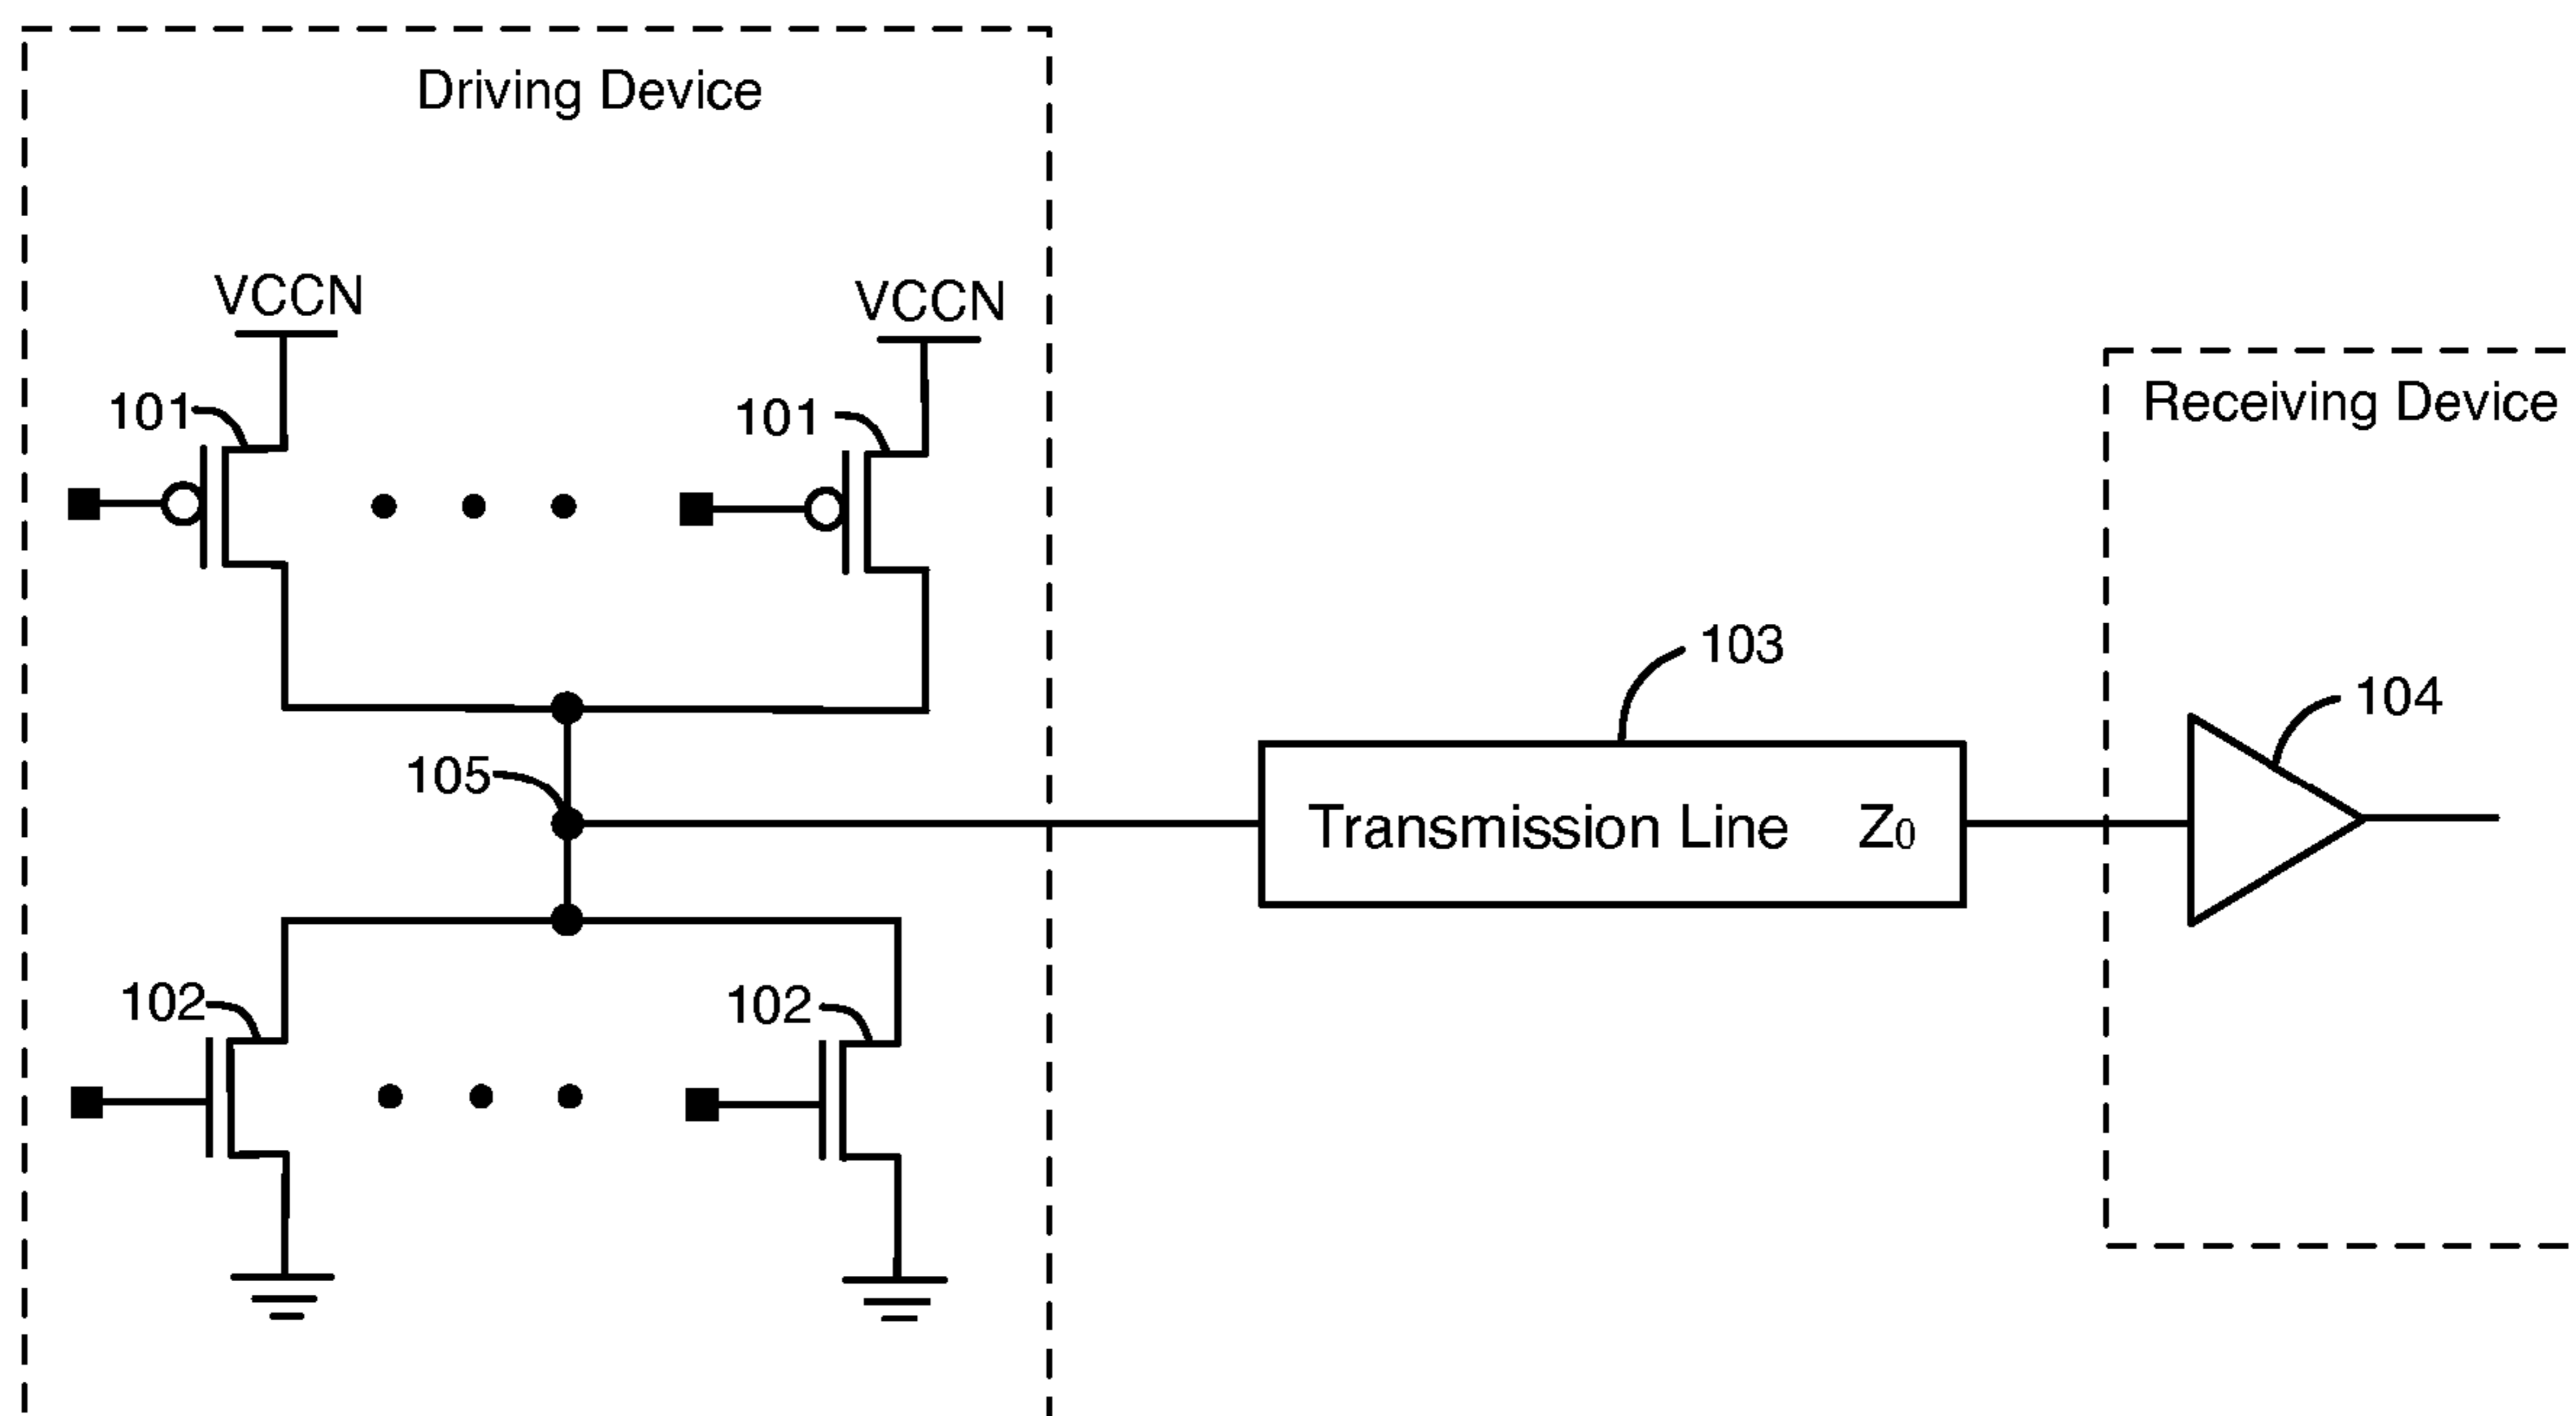 Driving Device
VCCN
VCCN
101
101
Receiving Device
103
104
105
Transmission Line Z0
102
102